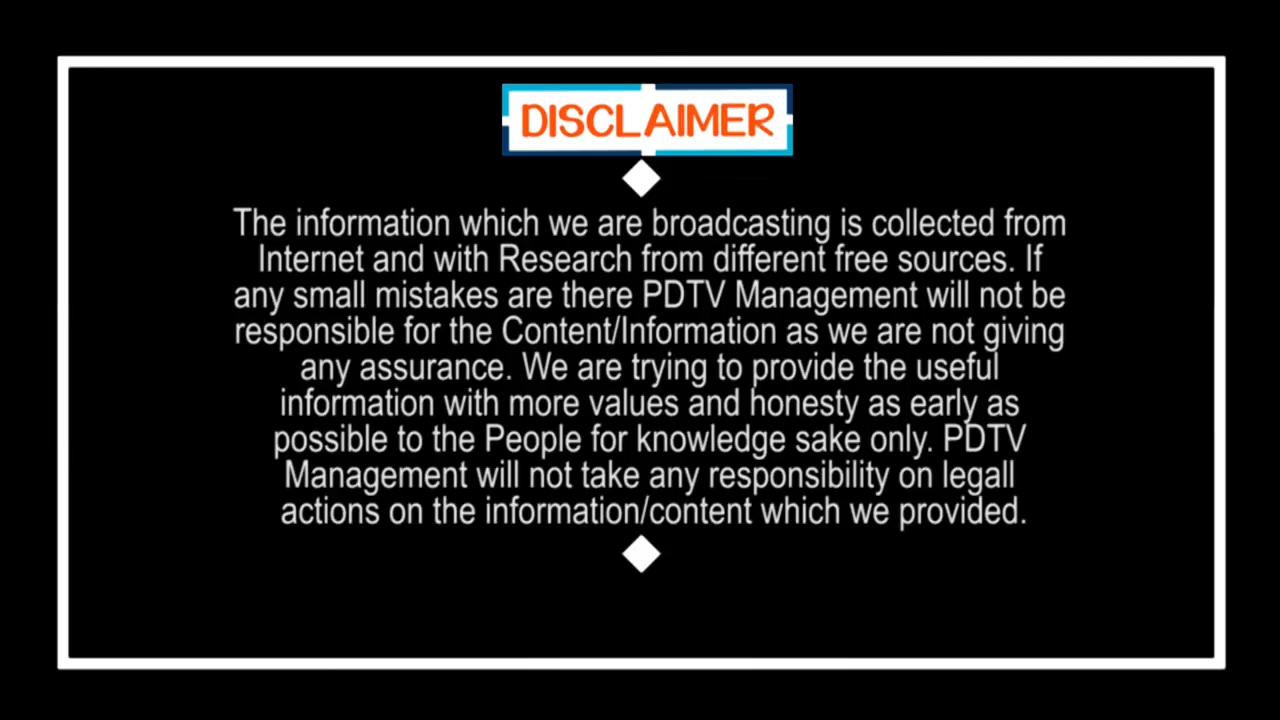 DISCLAIMER
The information which we are broadcasting is collected from
Internet and with Research from different free sources. If
any small mistakes are there PDTV Management will not be
responsible for the Content/Information as we are not giving
any assurance. We are trying to provide the useful
information with more values and honesty as early as
possible to the People for knowledge sake only. PDTV
Management will not take any responsibility on legall
actions on the information/content which we provided.